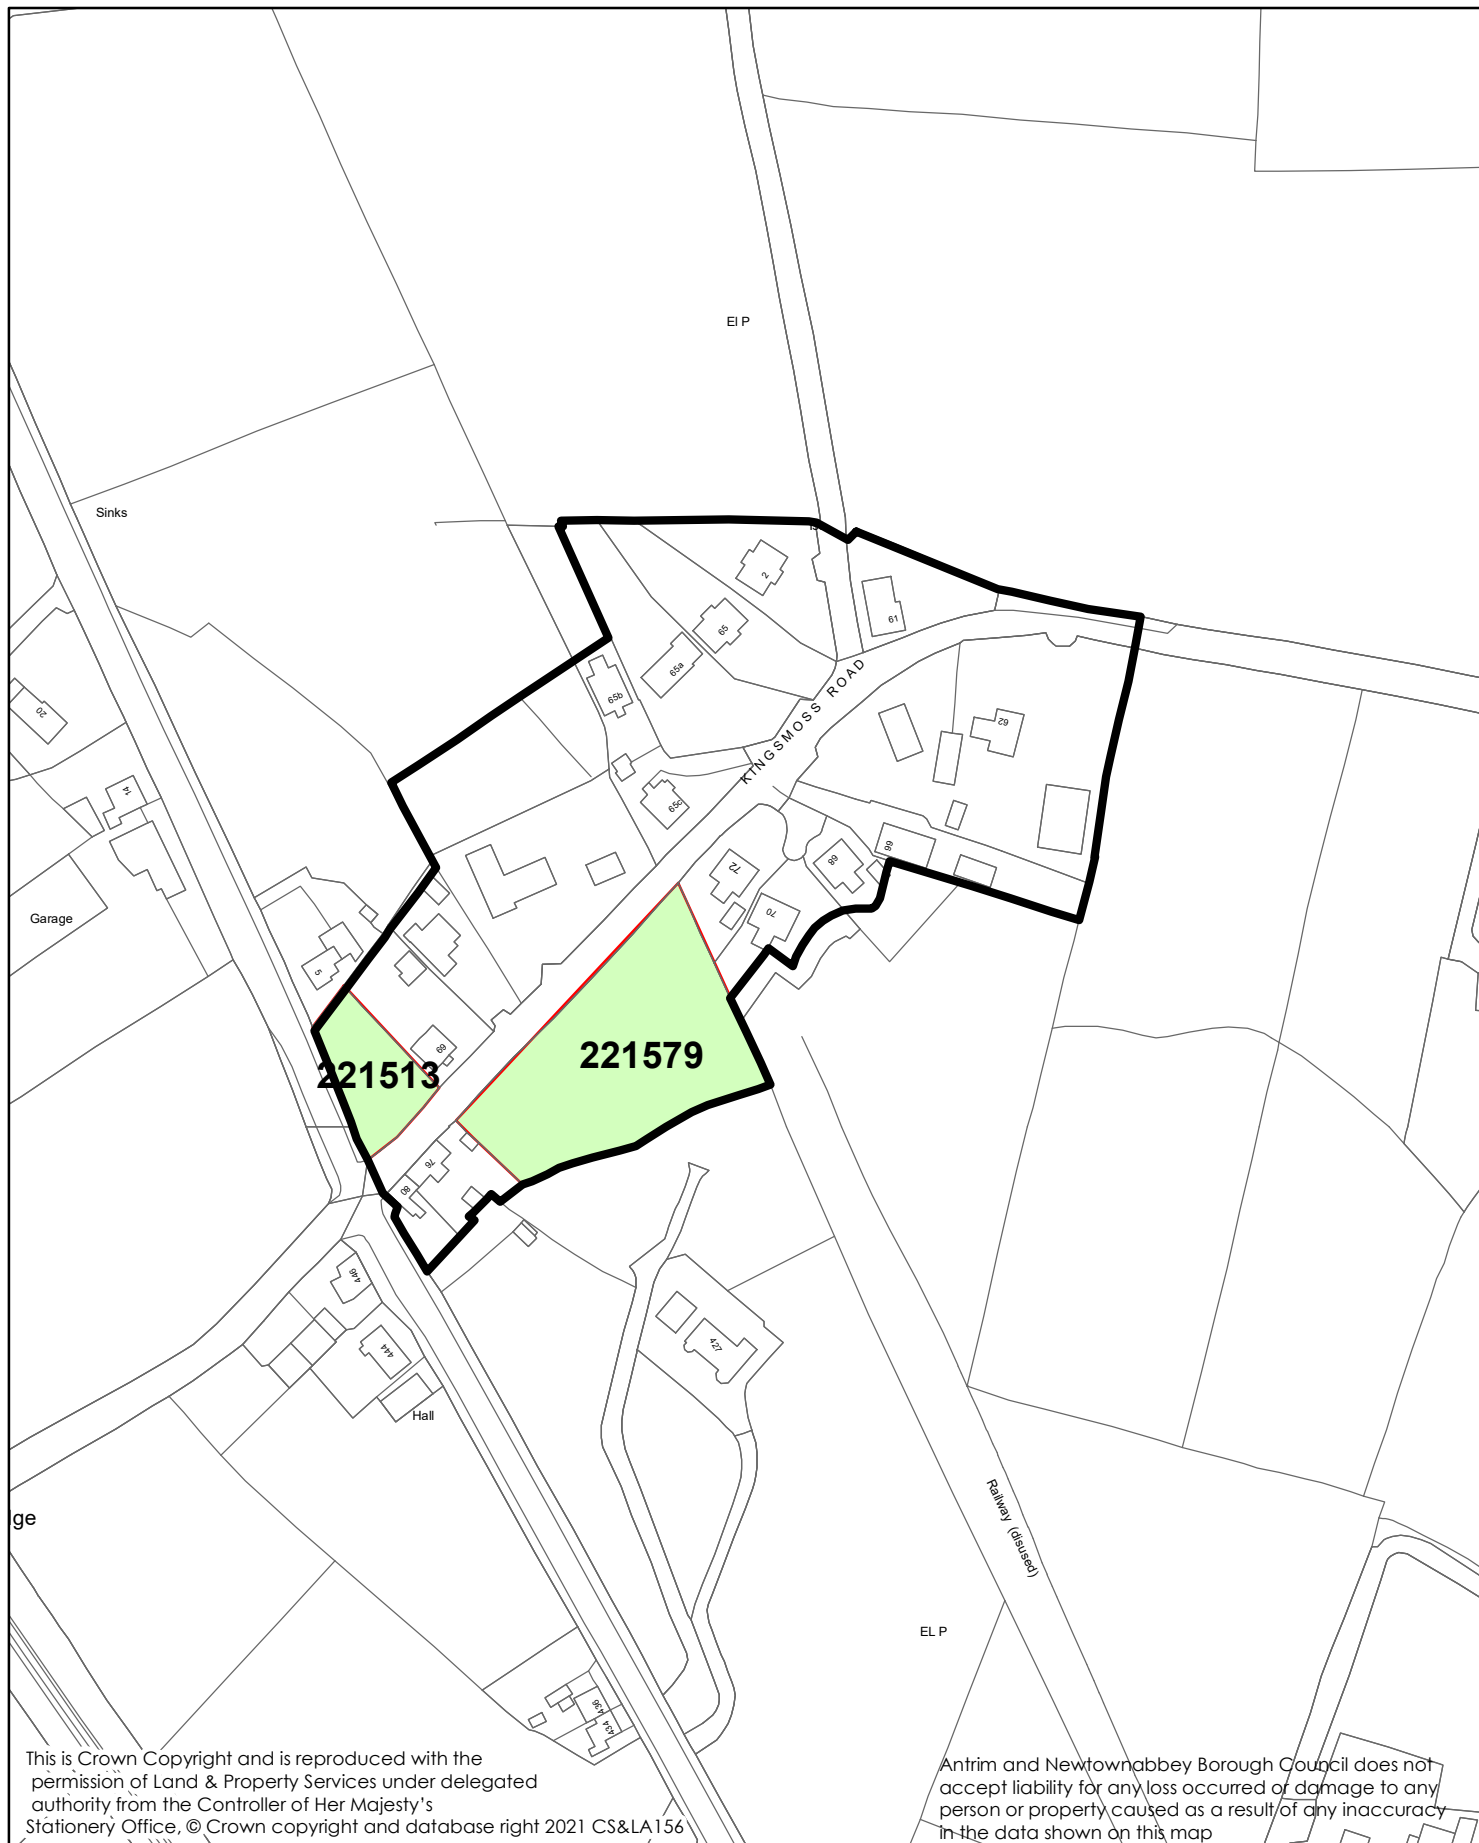 El P
Sinks
2
65
61
65a
65b
KINGSMOSS ROAD
62
20
14
65c
66
68
72
70
Garage
5
69
221579
221513
76
80
446
427
444
Hall
Railway (disused)
lge
EL P
436
434
This is Crown Copyright and is reproduced with the
permission of Land & Property Services under delegated
authority from the Controller of Her Majesty's
Stationery Office, © Crown copyright and database right 2021 CS&LA156
Antrim and Newtownabbey Borough Council does not
accept liability for any loss occurred or damage to any
person or property caused as a result of any inaccuracy
in the data shown on this map